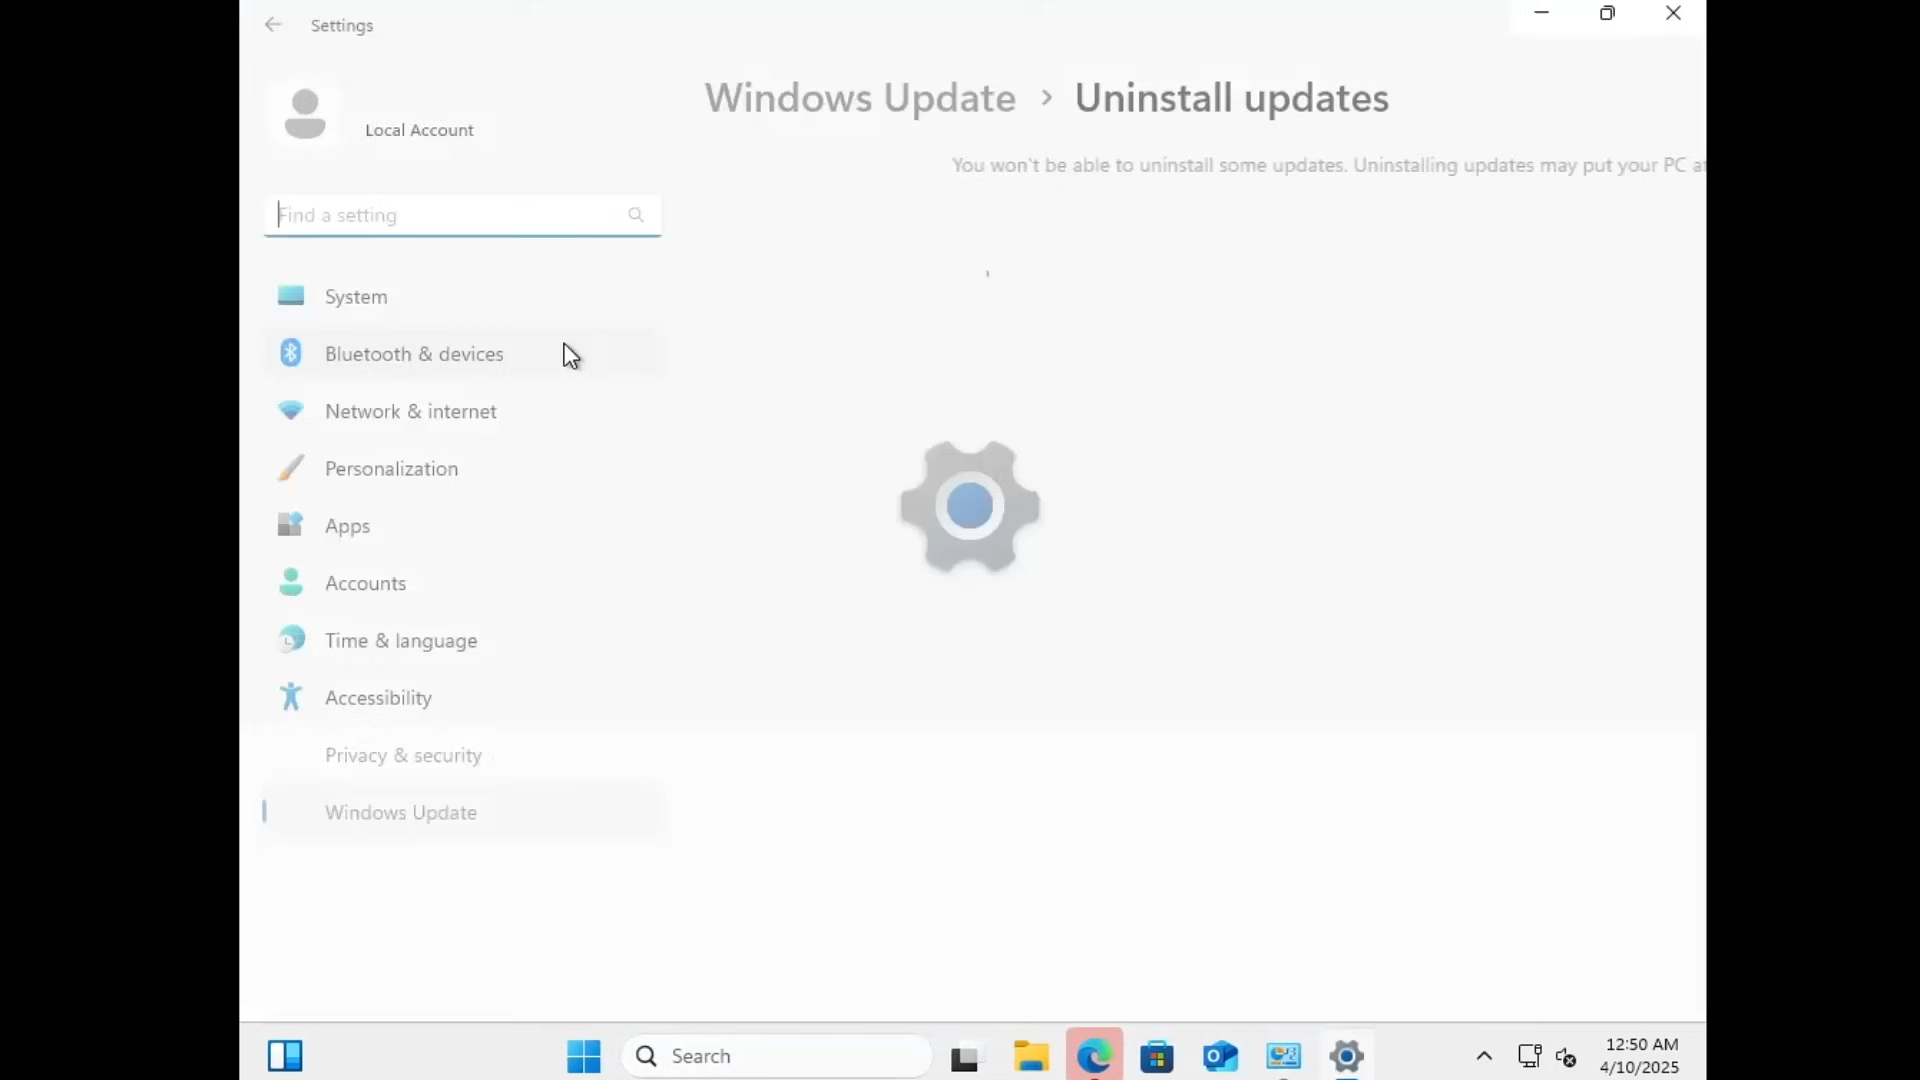 Settings
Local Account
Find a setting
System
Bluetooth & devices
Network & internet
Personalization
Apps
Accounts
Time & language
Accessibility
Privacy & security
Windows Update
Windows Update > Uninstall updates
You won't be able to uninstall some updates. Uninstalling updates may put your PC
Search
12:50 AM
4/10/2025